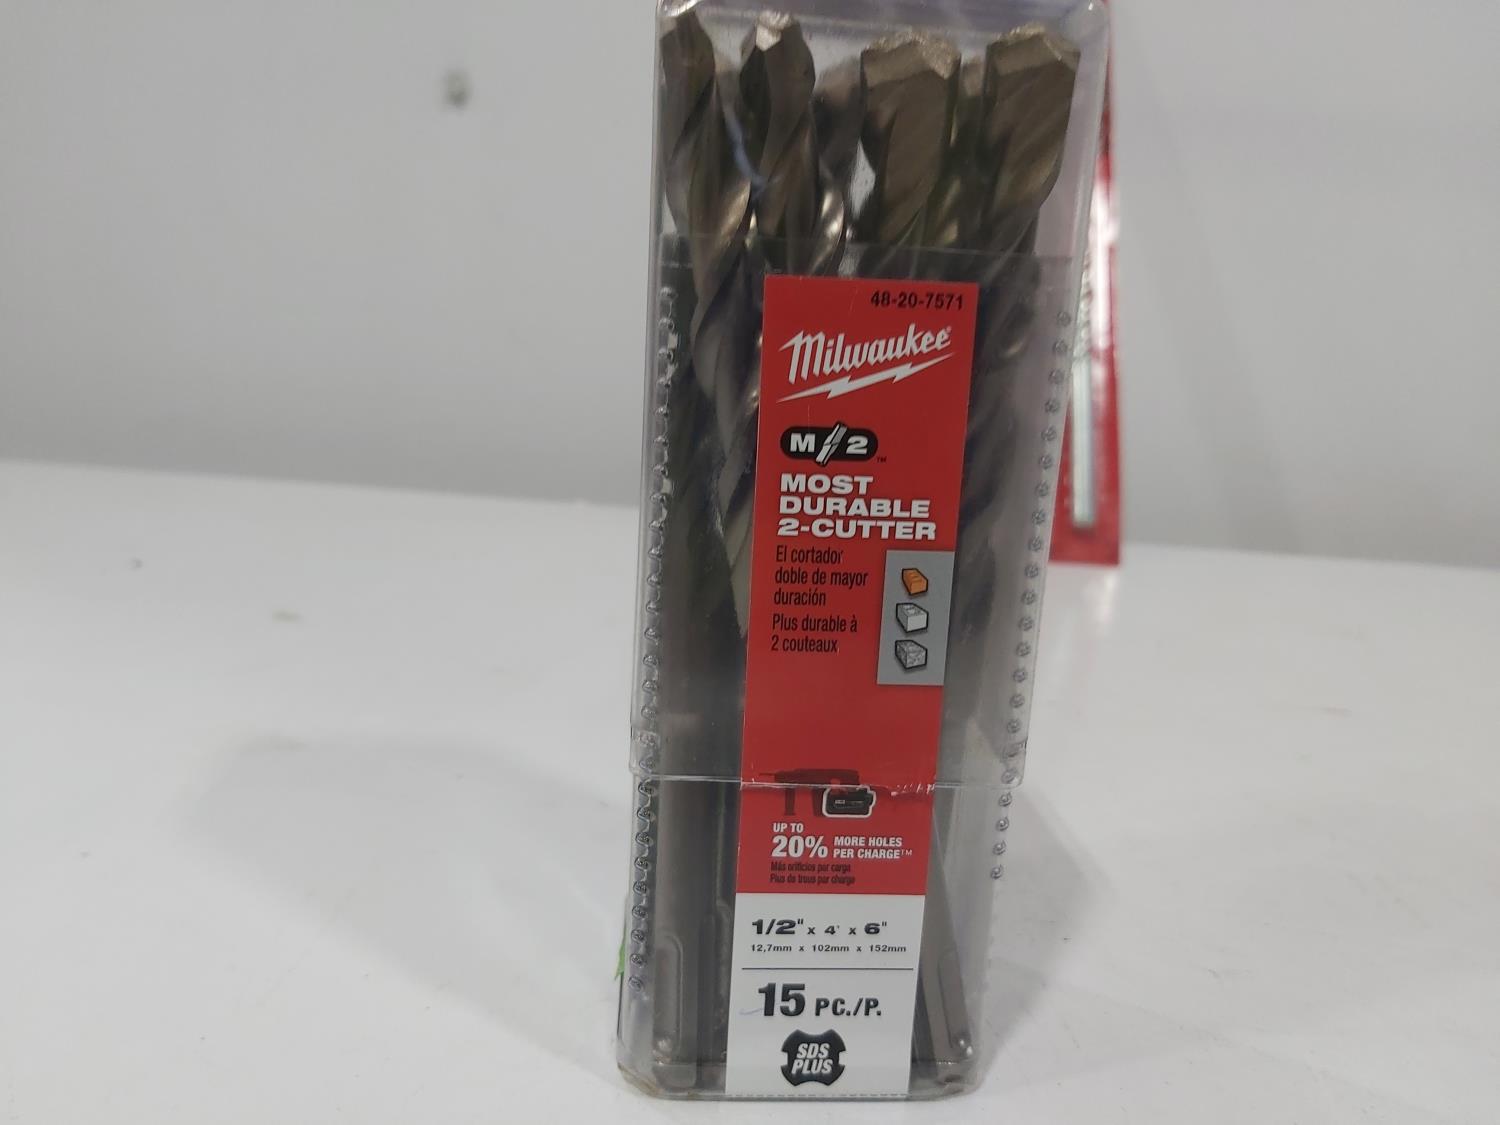 48-20-7571
Milwaukee®
M/2™
MOST
DURABLE
2-CUTTER
El cortador
doble de mayor
duración
Plus durable à
2 couteaux
UP TO
20% MORE HOLES
PER CHARGE™
Más orificios por carga
Plus de trous par charge
1/2" x 4' x 6"
12,7mm x 102mm x 152mm
15 PC./P.
SDS
PLUS